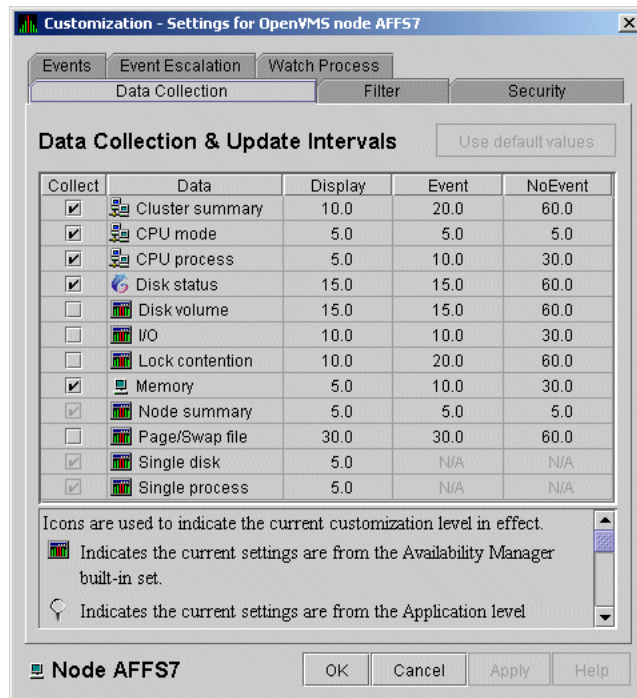 Customization - Settings for OpenVMS node AFFS7
Events Event Escalation Watch Process
Data Collection Filter Security
Data Collection & Update Intervals Use default values
Collect Data Display Event NoEvent
Cluster summary 10.0 20.0 60.0
CPU mode 5.0 5.0 5.0
CPU process 5.0 10.0 30.0
Disk status 15.0 15.0 60.0
Disk volume 15.0 15.0 60.0
I/O 10.0 10.0 30.0
Lock contention 10.0 20.0 60.0
Memory 5.0 10.0 30.0
Node summary 5.0 5.0 5.0
Page/Swap file 30.0 30.0 60.0
Single disk 5.0 N/A N/A
Single process 5.0 N/A N/A
Icons are used to indicate the current customization level in effect.
Indicates the current settings are from the Availability Manager
built-in set.
Indicates the current settings are from the Application level
Node AFFS7 OK Cancel Apply Help